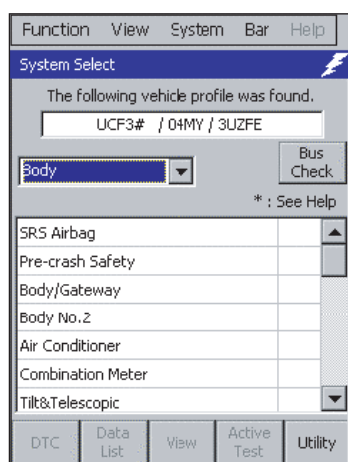 Function View System Bar Help
System Select
The following vehicle profile was found.
UCF3# / 04MY / 3UZFE
Body
Bus
Check
* : See Help
SRS Airbag
Pre-crash Safety
Body/Gateway
Body No.2
Air Conditioner
Combination Meter
Tilt&Telescopic
DTC
Data
List
View
Active
Test
Utility